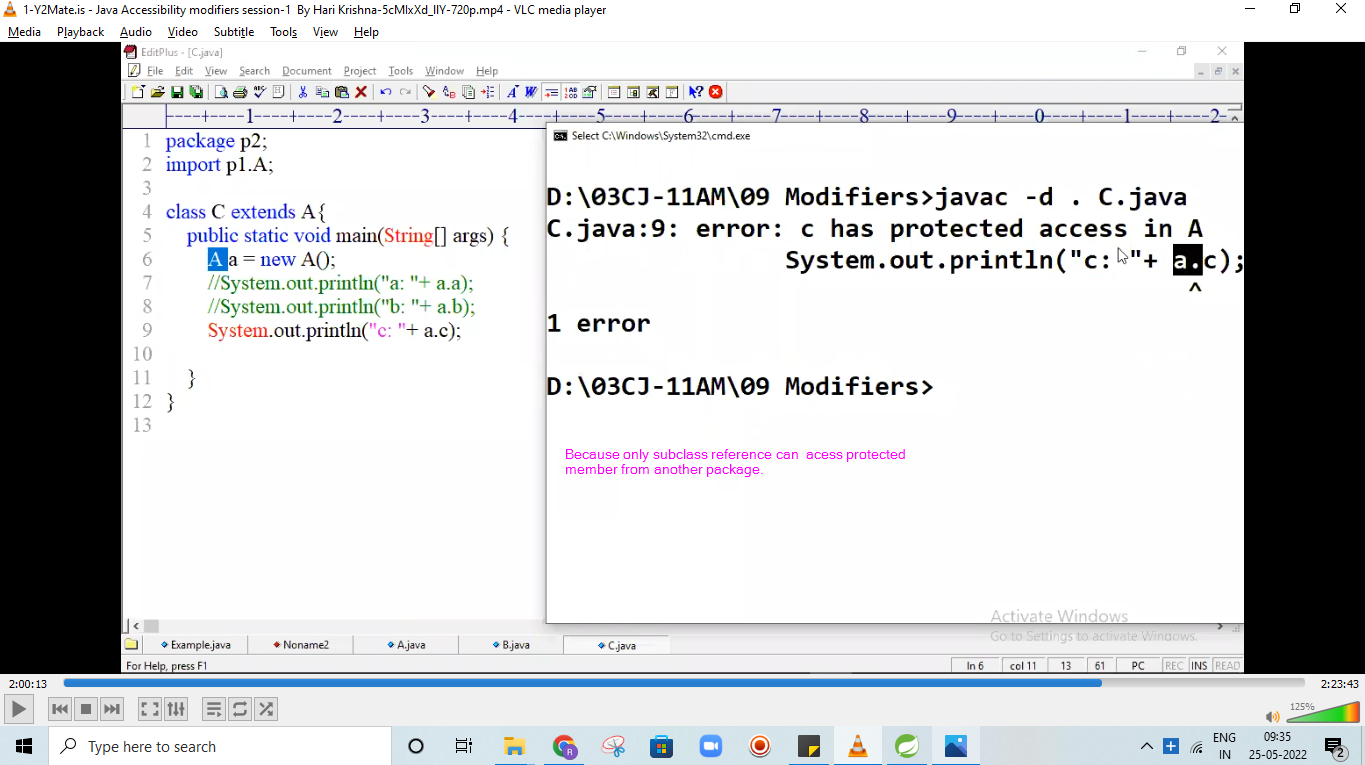 1-Y2Mate.is - Java Accessibility modifiers session-1 By Hari Krishna-5cMlxXd_lIY-720p.mp4 - VLC media player
Media Playback Audio Video Subtitle Tools View Help
EditPlus - [C.java]
File Edit View Search Document Project Tools Window Help
----+----1----+----2----+----3----+----4----+----5----+----6----+----7----+----8----+----9----+----0----+----1----+----2-
1 package p2;
2 import p1.A;
3
4 class C extends A{
5 public static void main(String[] args) {
6 A a = new A();
7 //System.out.println("a: "+ a.a);
8 //System.out.println("b: "+ a.b);
9 System.out.println("c: "+ a.c);
10
11 }
12 }
13
Select C:\Windows\System32\cmd.exe
D:\03CJ-11AM\09 Modifiers>javac -d . C.java
C.java:9: error: c has protected access in A
System.out.println("c: "+ a.c);
^
1 error
D:\03CJ-11AM\09 Modifiers>
Because only subclass reference can acess protected
member from another package.
Activate Windows
Go to Settings to activate Windows.
Example.java Noname2 A.java B.java C.java
For Help, press F1 ln 6 col 11 13 61 PC REC INS READ
2:00:13 2:23:43
125%
Type here to search
ENG
IN
09:35
25-05-2022
2